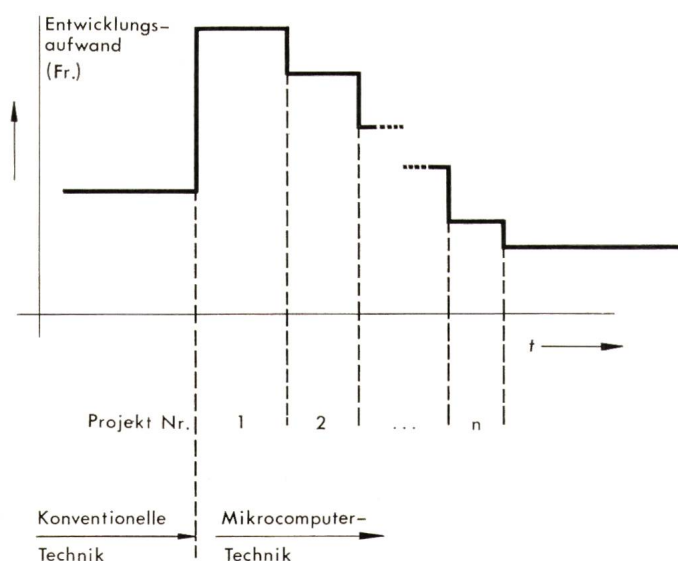 Entwicklungs-
aufwand
(Fr.)
t
Projekt Nr. 1 2 ... n
Konventionelle Mikrocomputer-
Technik Technik